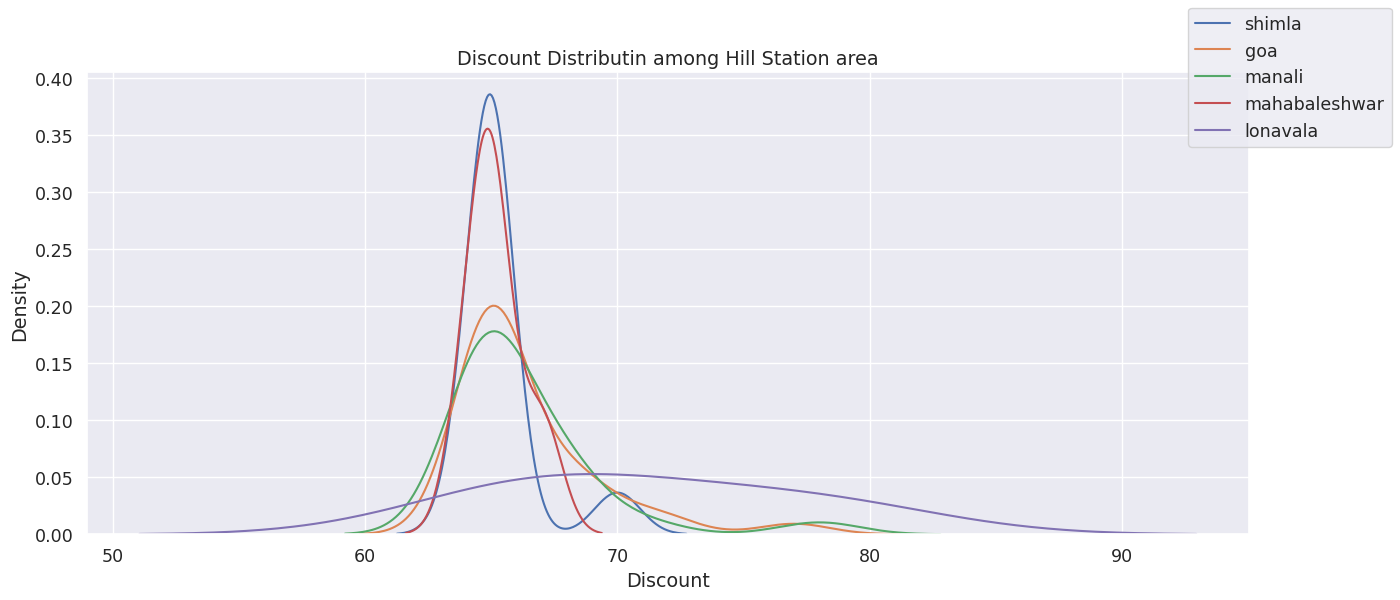 Discount Distributin among Hill Station area
shimla
goa
manali
mahabaleshwar
lonavala
0.40
0.35
0.30
0.25
0.20
0.15
0.10
0.05
0.00
Density
50 60 70 80 90
Discount